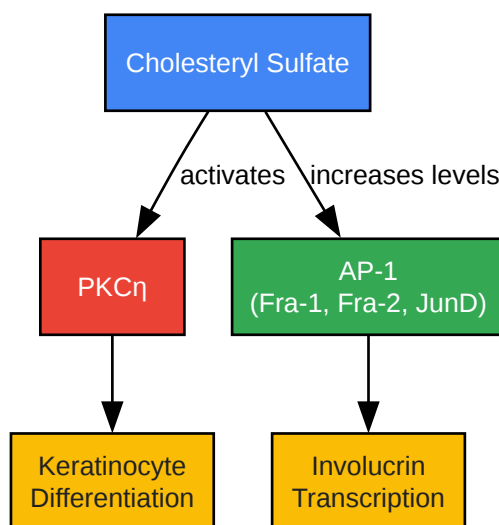 Cholesteryl Sulfate
activates
increases levels
PKCη
AP-1
(Fra-1, Fra-2, JunD)
Keratinocyte
Differentiation
Involucrin
Transcription